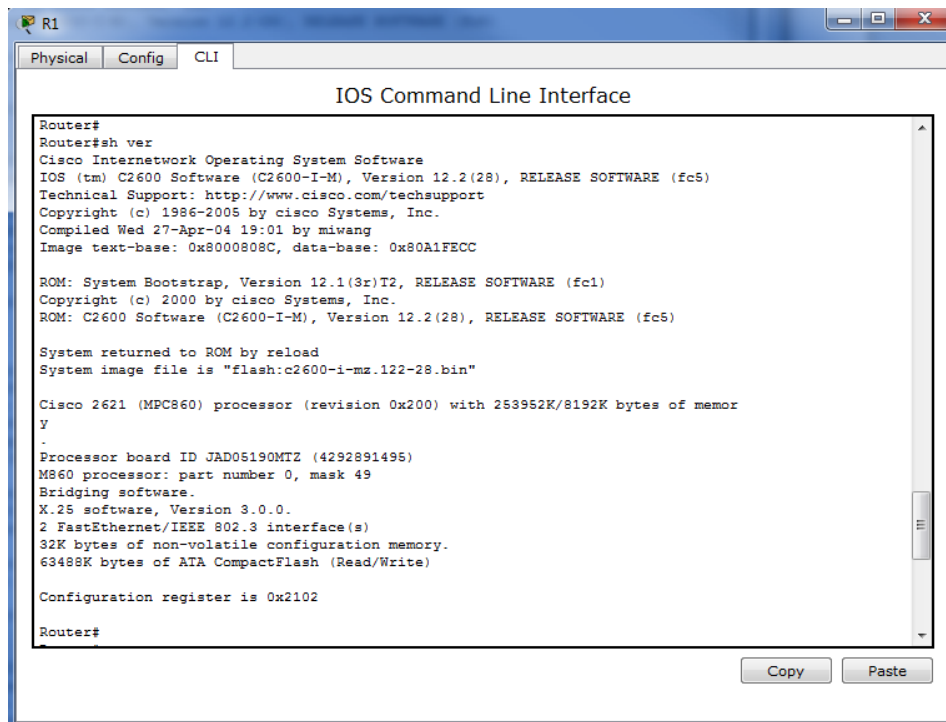 R1
Physical Config CLI
IOS Command Line Interface
Router#
Router#sh ver
Cisco Internetwork Operating System Software
IOS (tm) C2600 Software (C2600-I-M), Version 12.2(28), RELEASE SOFTWARE (fc5)
Technical Support: http://www.cisco.com/techsupport
Copyright (c) 1986-2005 by cisco Systems, Inc.
Compiled Wed 27-Apr-04 19:01 by miwang
Image text-base: 0x8000808C, data-base: 0x80A1FECC
ROM: System Bootstrap, Version 12.1(3r)T2, RELEASE SOFTWARE (fc1)
Copyright (c) 2000 by cisco Systems, Inc.
ROM: C2600 Software (C2600-I-M), Version 12.2(28), RELEASE SOFTWARE (fc5)
System returned to ROM by reload
System image file is "flash:c2600-i-mz.122-28.bin"
Cisco 2621 (MPC860) processor (revision 0x200) with 253952K/8192K bytes of memor
y
.
Processor board ID JAD05190MTZ (4292891495)
M860 processor: part number 0, mask 49
Bridging software.
X.25 software, Version 3.0.0.
2 FastEthernet/IEEE 802.3 interface(s)
32K bytes of non-volatile configuration memory.
63488K bytes of ATA CompactFlash (Read/Write)
Configuration register is 0x2102
Router#
Copy Paste